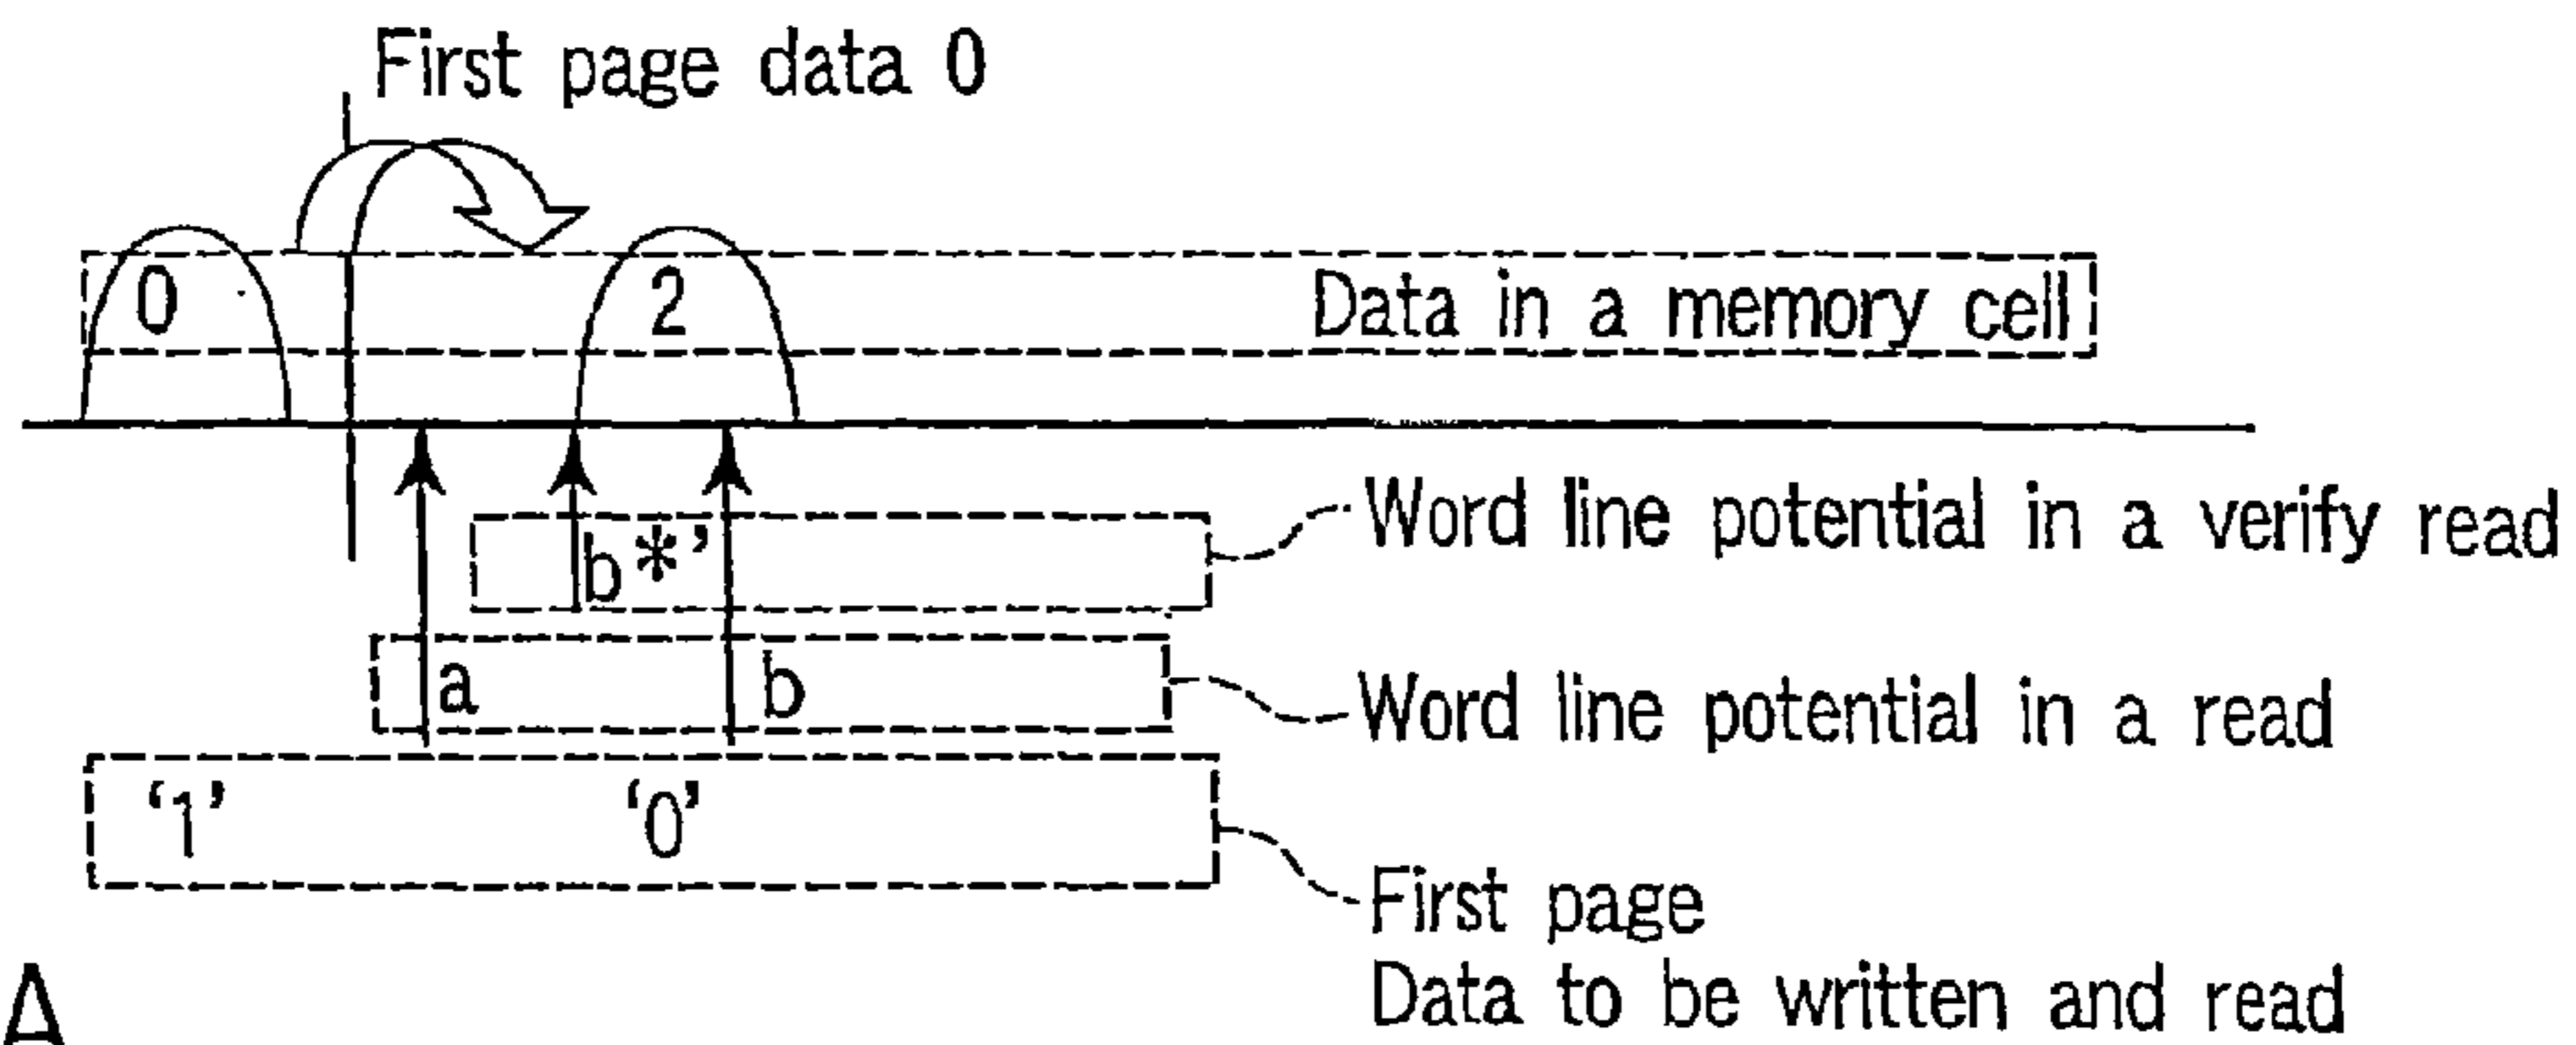 First page data 0
0 2 Data in a memory cell
b*’ Word line potential in a verify read
a b Word line potential in a read
‘1’ ‘0’
First page
Data to be written and read
A